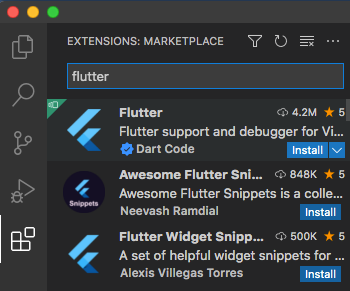 EXTENSIONS: MARKETPLACE
flutter
Flutter 4.2M ★ 5
Flutter support and debugger for Vi...
Dart Code Install
Awesome Flutter Sni... 848K ★ 5
Awesome Flutter Snippets is a colle...
Snippets
Neevash Ramdial Install
Flutter Widget Snipp... 500K ★ 5
A set of helpful widget snippets for ...
Alexis Villegas Torres Install